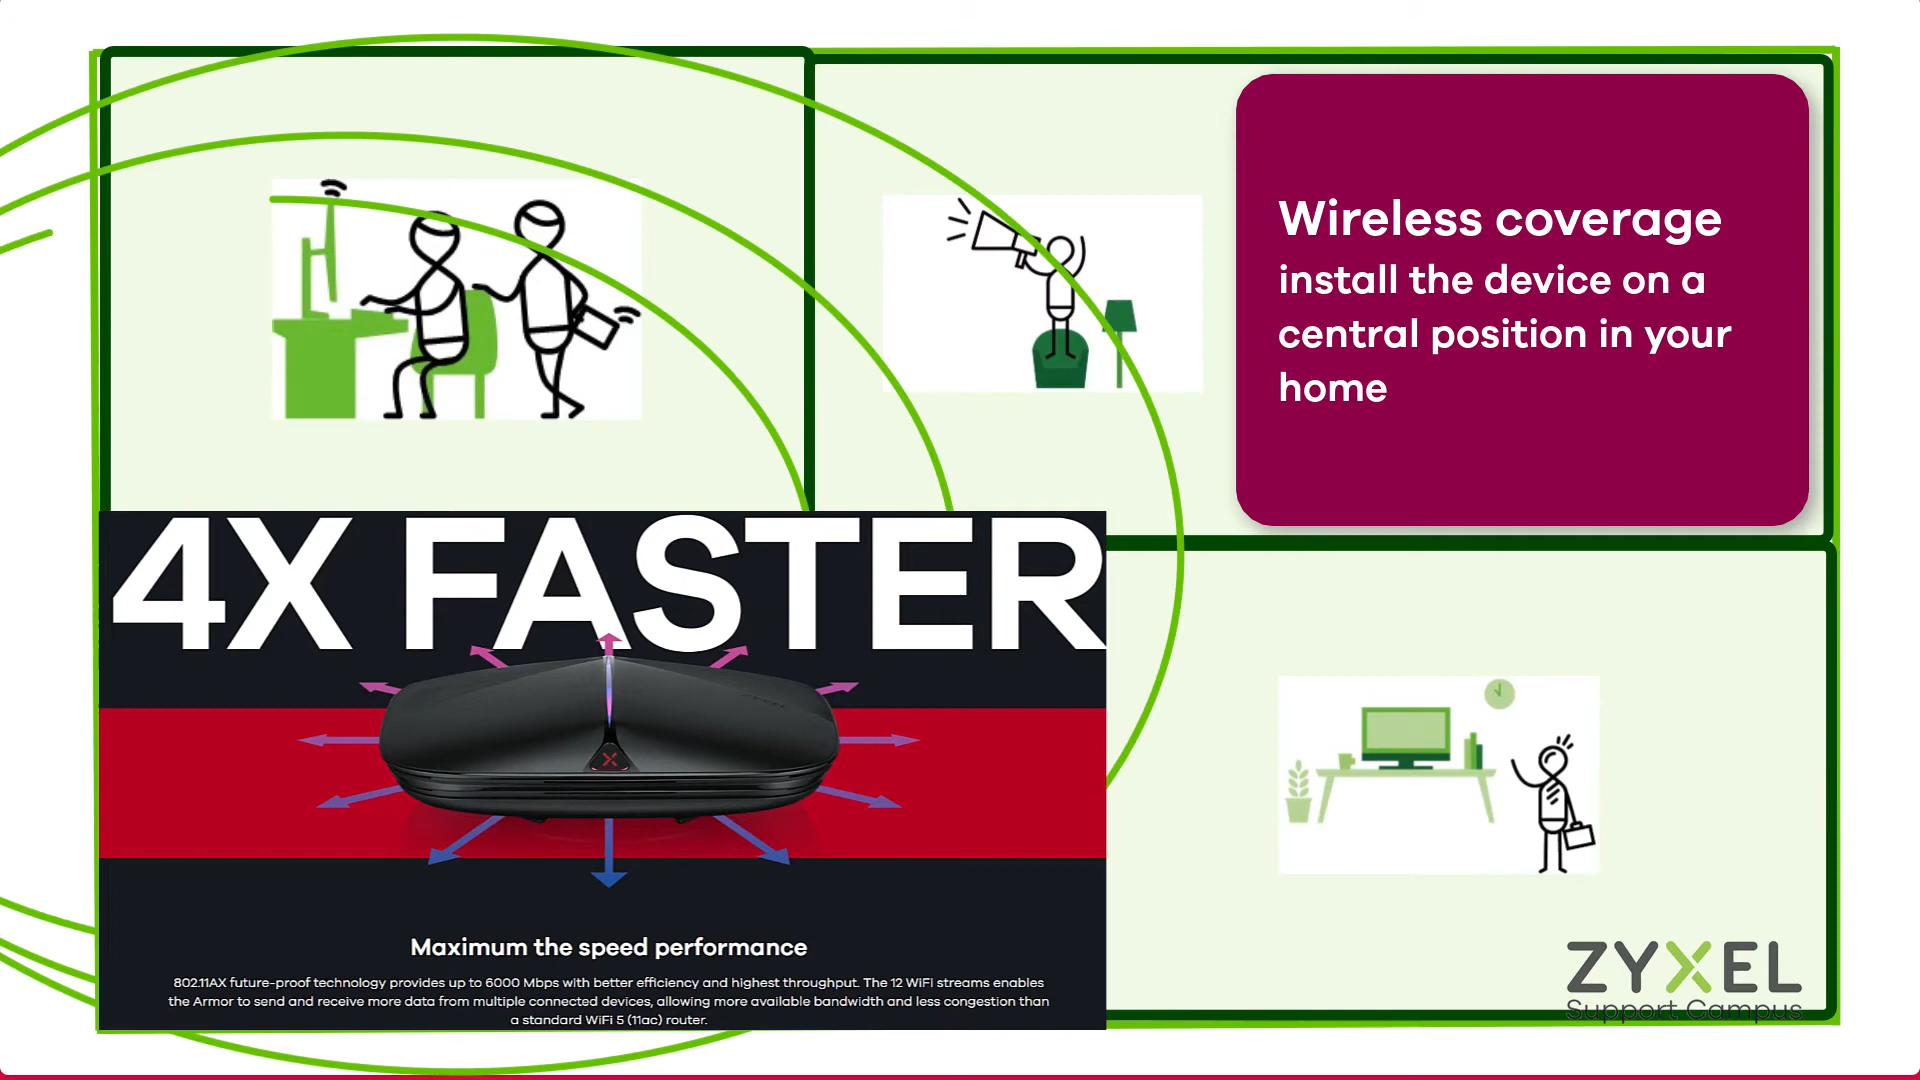 Wireless coverage
install the device on a
central position in your
home
4X FASTER
Maximum the speed performance
802.11AX future-proof technology provides up to 6000 Mbps with better efficiency and highest throughput. The 12 WiFi streams enables
the Armor to send and receive more data from multiple connected devices, allowing more available bandwidth and less congestion than
a standard WiFi 5 (11ac) router.
ZYXEL
Support Campus